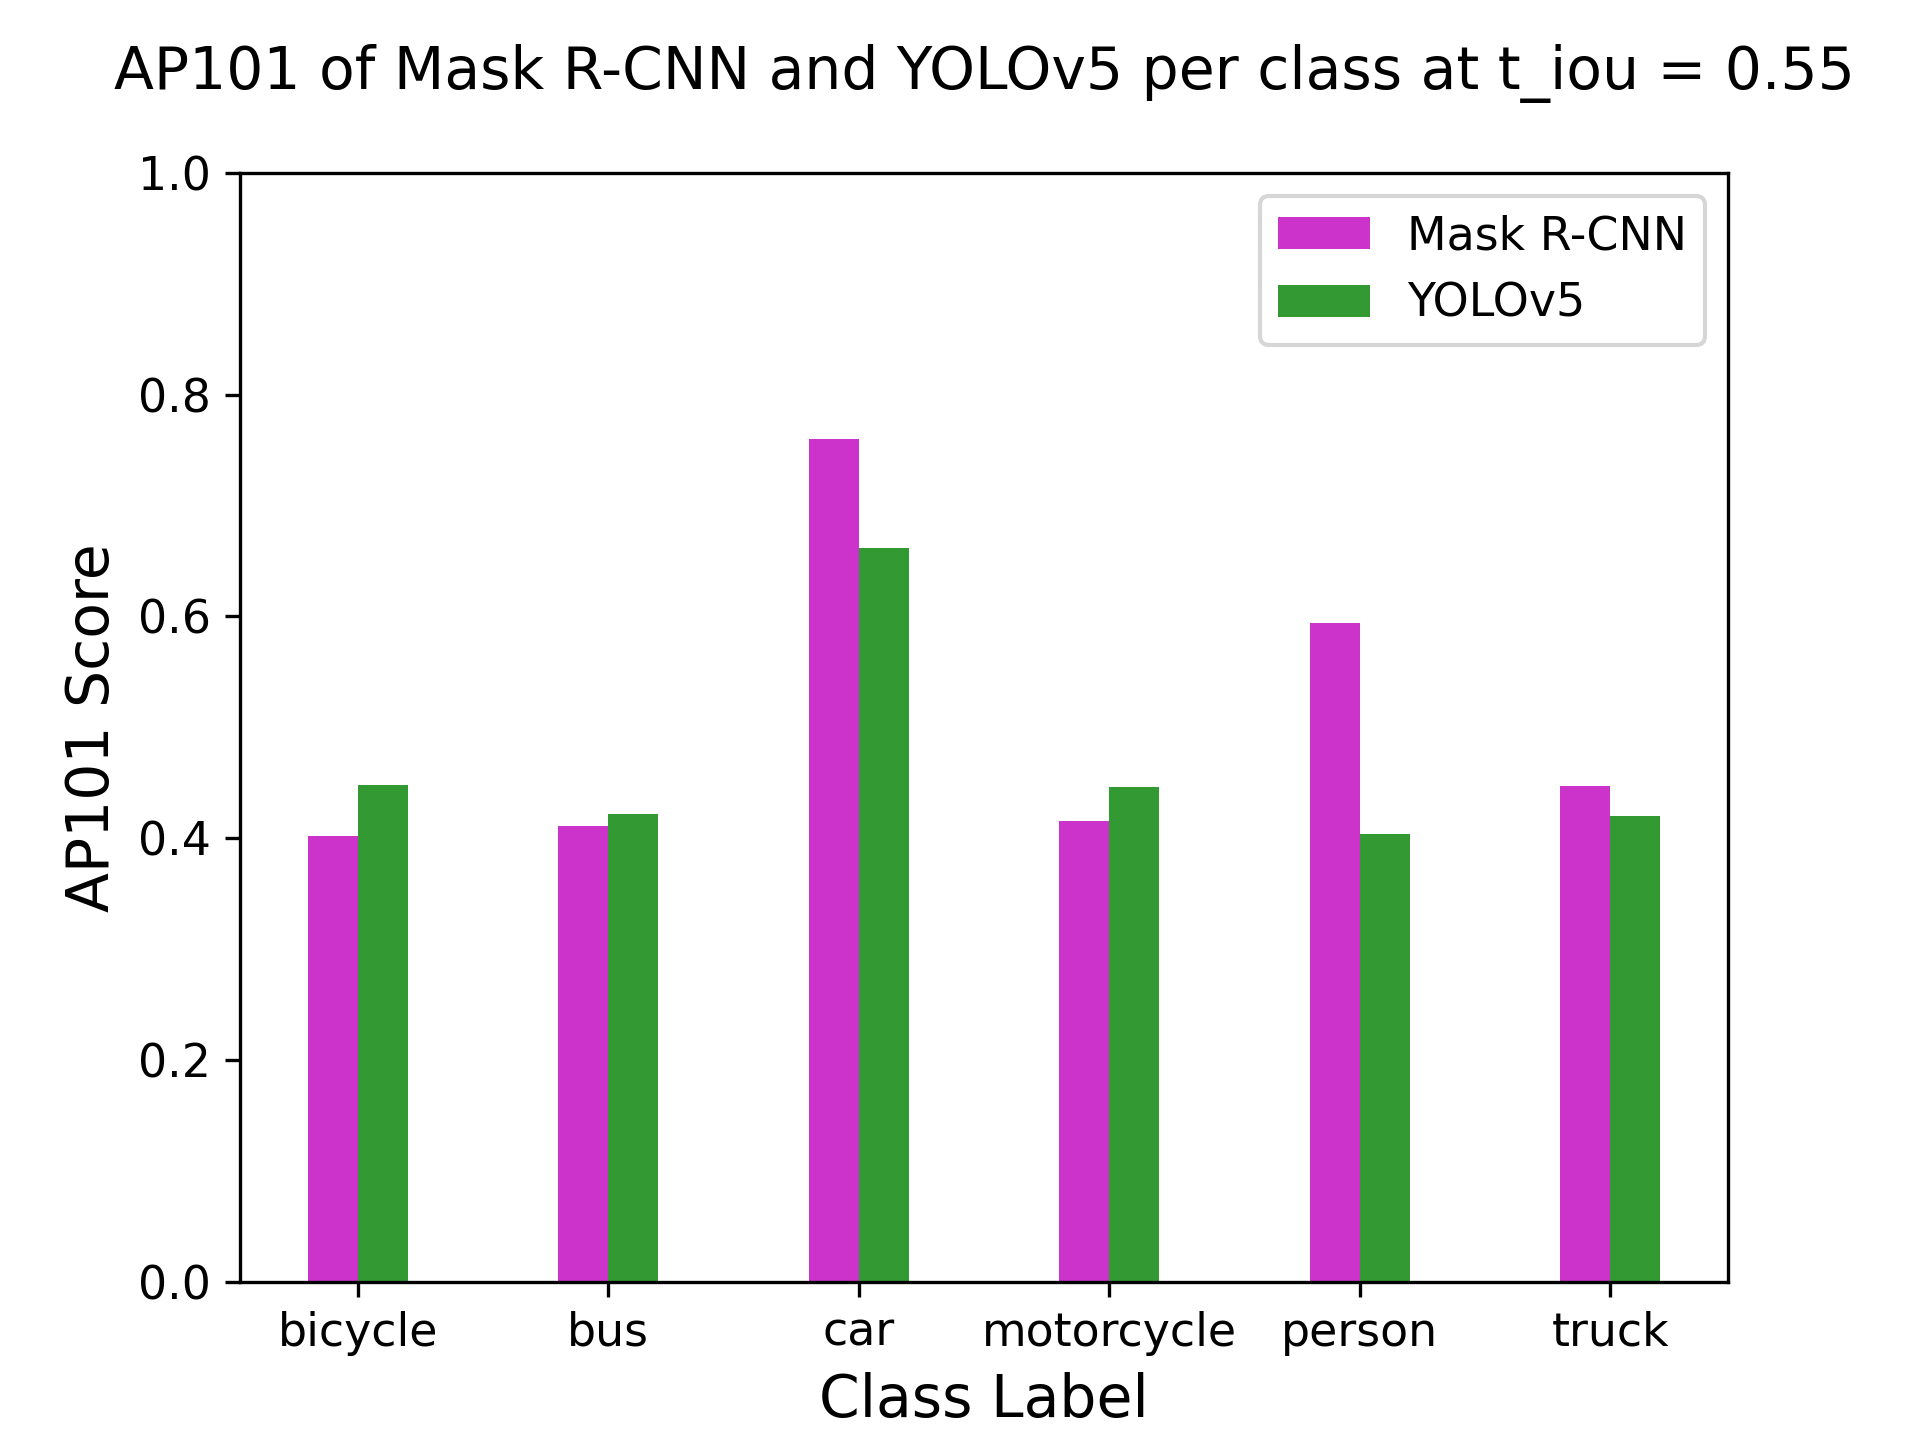 AP101 of Mask R-CNN and YOLOv5 per class at t_iou = 0.55
1.0
0.8
0.6
0.4
0.2
0.0
AP101 Score
Mask R-CNN
YOLOv5
bicycle bus car motorcycle person truck
Class Label